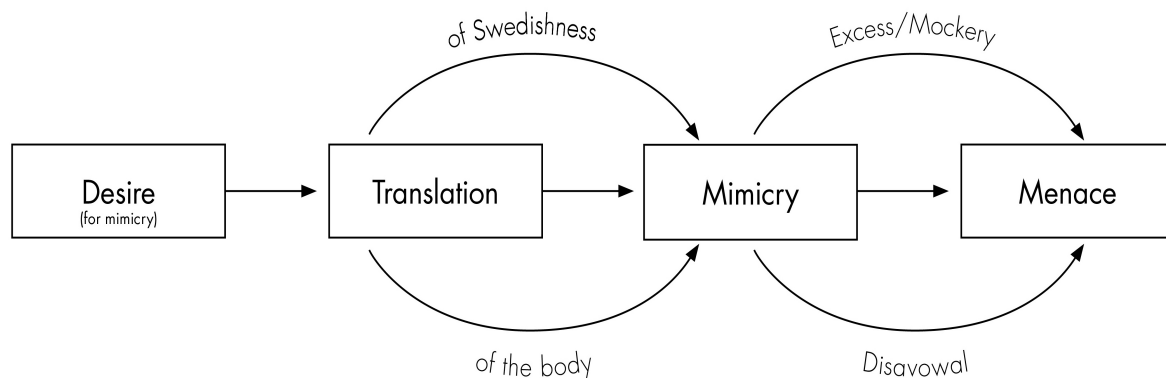 of Swedishness
Excess/Mockery
Desire
(for mimicry)
Translation
Mimicry
Menace
of the body
Disavowal